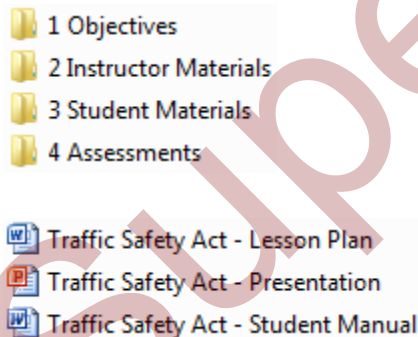 1 Objectives
2 Instructor Materials
3 Student Materials
4 Assessments
Traffic Safety Act - Lesson Plan
Traffic Safety Act - Presentation
Traffic Safety Act - Student Manual